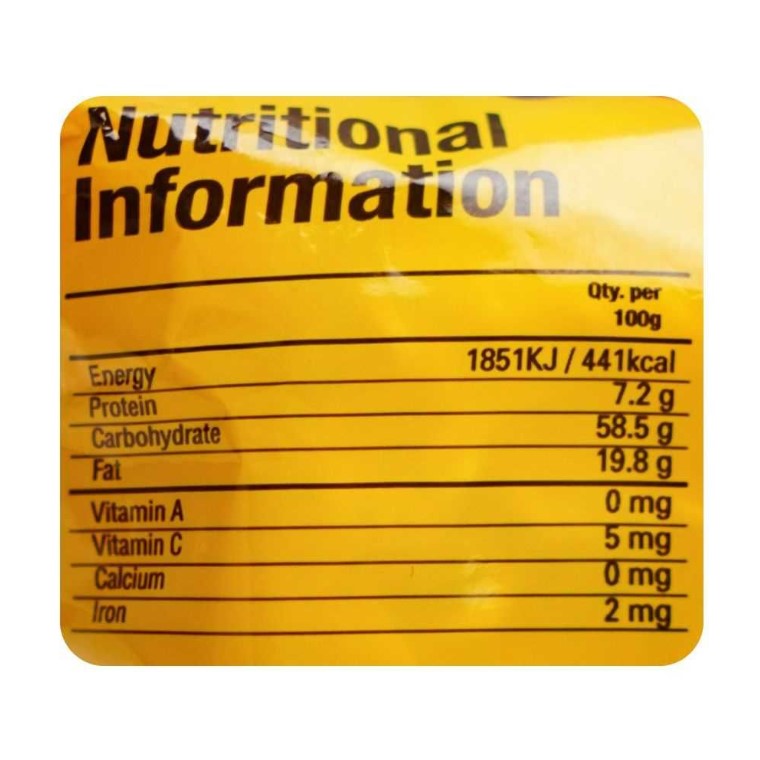 Nutritional
Information
Qty. per
100g
Energy 1851KJ / 441kcal
Protein 7.2 g
Carbohydrate 58.5 g
Fat 19.8 g
Vitamin A 0 mg
Vitamin C 5 mg
Calcium 0 mg
Iron 2 mg